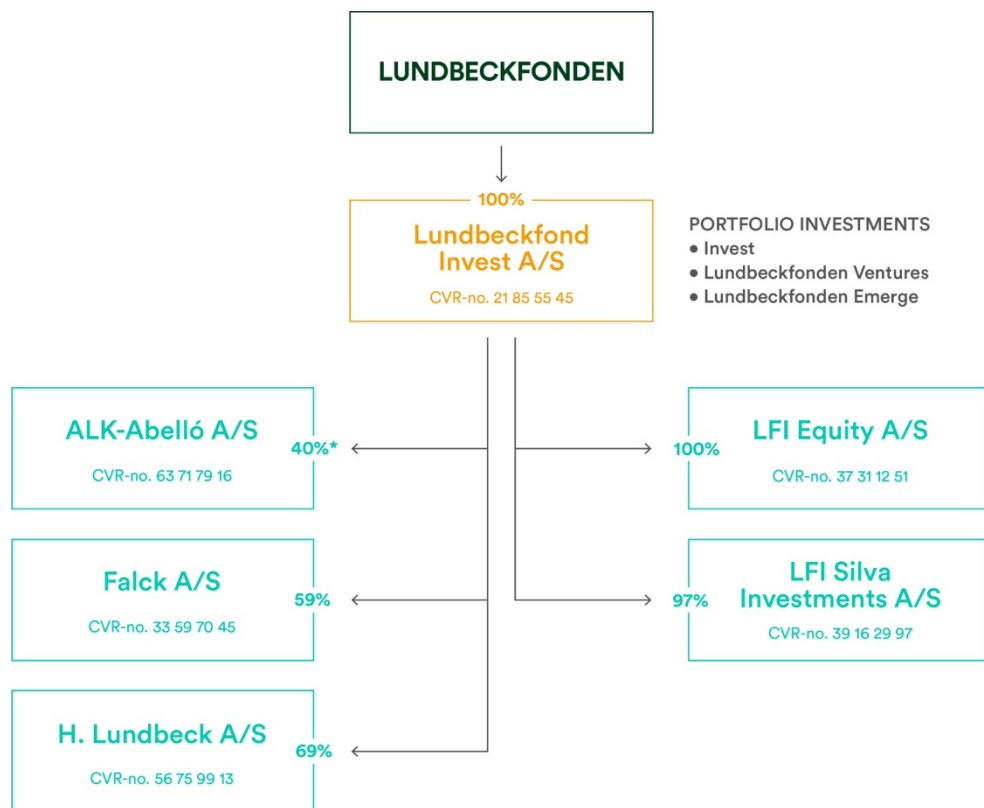 LUNDBECKFONDEN
100%
Lundbeckfond
Invest A/S
CVR-no. 21 85 55 45
PORTFOLIO INVESTMENTS
• Invest
• Lundbeckfonden Ventures
• Lundbeckfonden Emerge
ALK-Abelló A/S
40%*
CVR-no. 63 71 79 16
LFI Equity A/S
100%
CVR-no. 37 31 12 51
Falck A/S
59%
CVR-no. 33 59 70 45
LFI Silva
Investments A/S
97%
CVR-no. 39 16 29 97
H. Lundbeck A/S
69%
CVR-no. 56 75 99 13